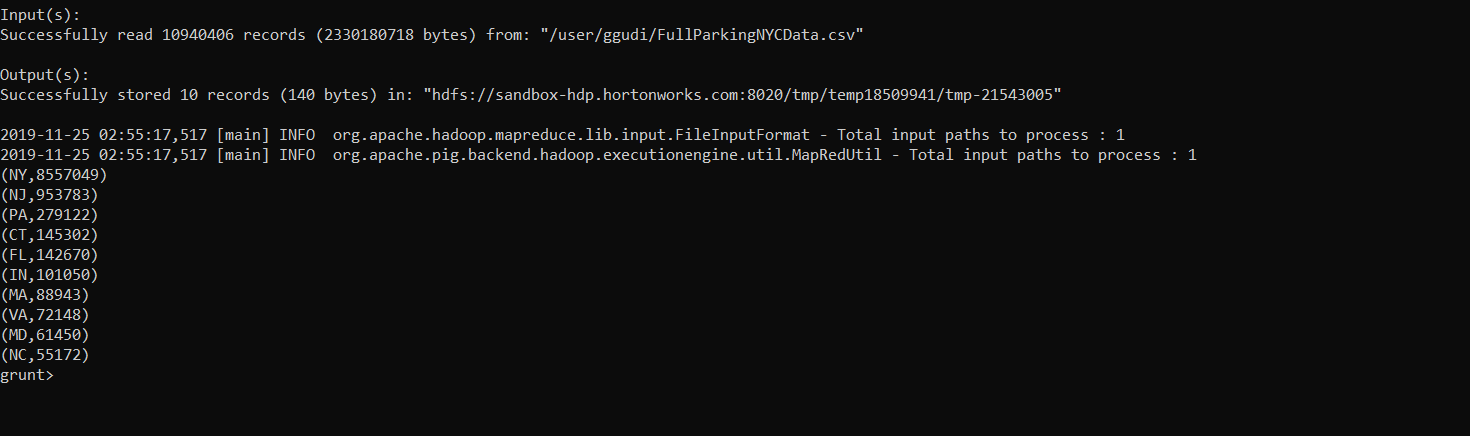 Input(s):
Successfully read 10940406 records (2330180718 bytes) from: "/user/ggudi/FullParkingNYCData.csv"
Output(s):
Successfully stored 10 records (140 bytes) in: "hdfs://sandbox-hdp.hortonworks.com:8020/tmp/temp18509941/tmp-21543005"
2019-11-25 02:55:17,517 [main] INFO  org.apache.hadoop.mapreduce.lib.input.FileInputFormat - Total input paths to process : 1
2019-11-25 02:55:17,517 [main] INFO  org.apache.pig.backend.hadoop.executionengine.util.MapRedUtil - Total input paths to process : 1
(NY,8557049)
(NJ,953783)
(PA,279122)
(CT,145302)
(FL,142670)
(IN,101050)
(MA,88943)
(VA,72148)
(MD,61450)
(NC,55172)
grunt>